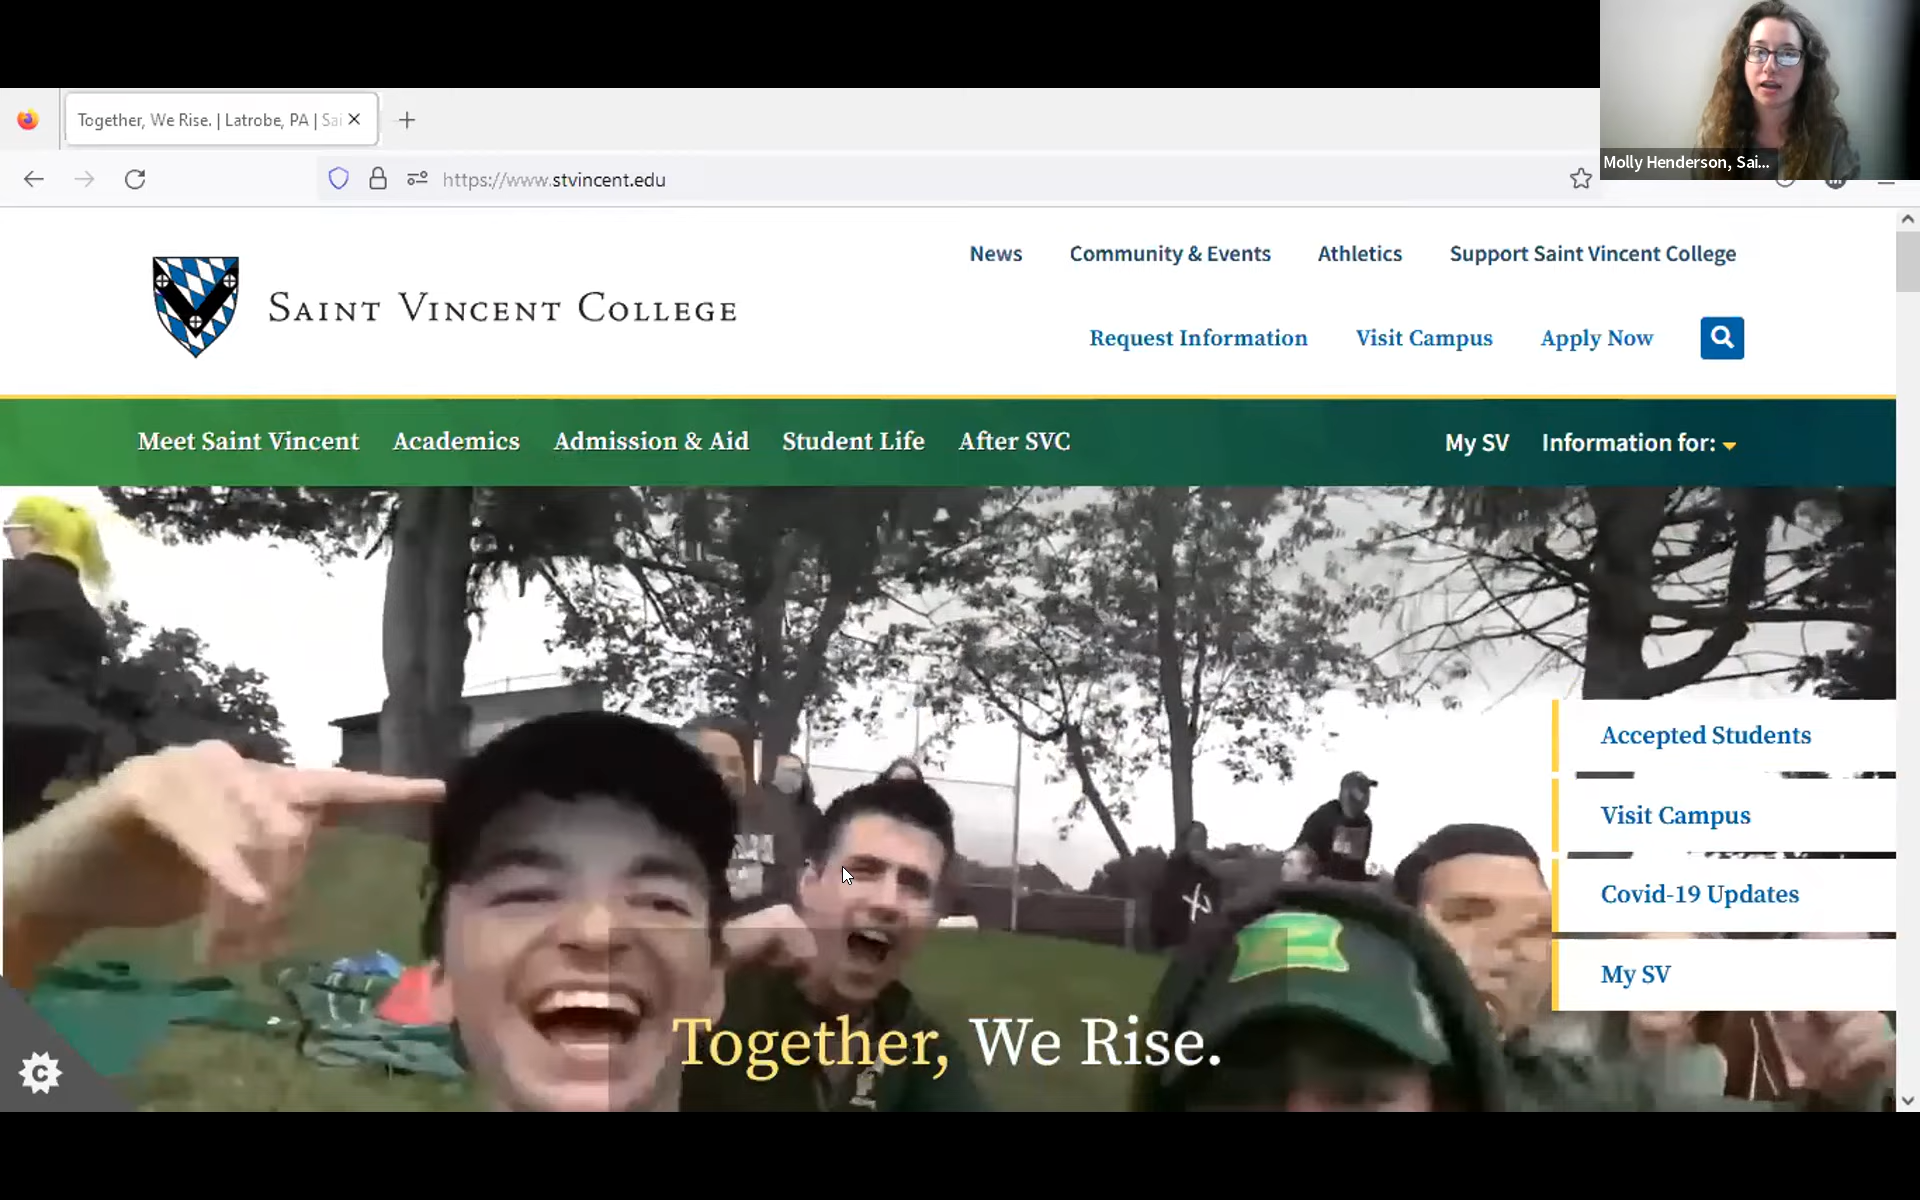 Together, We Rise. | Latrobe, PA | Sai
https://www.stvincent.edu
Molly Henderson, Sai...
News Community & Events Athletics Support Saint Vincent College
SAINT VINCENT COLLEGE
Request Information Visit Campus Apply Now
Meet Saint Vincent Academics Admission & Aid Student Life After SVC My SV Information for:
Accepted Students
Visit Campus
Covid-19 Updates
My SV
Together, We Rise.
C